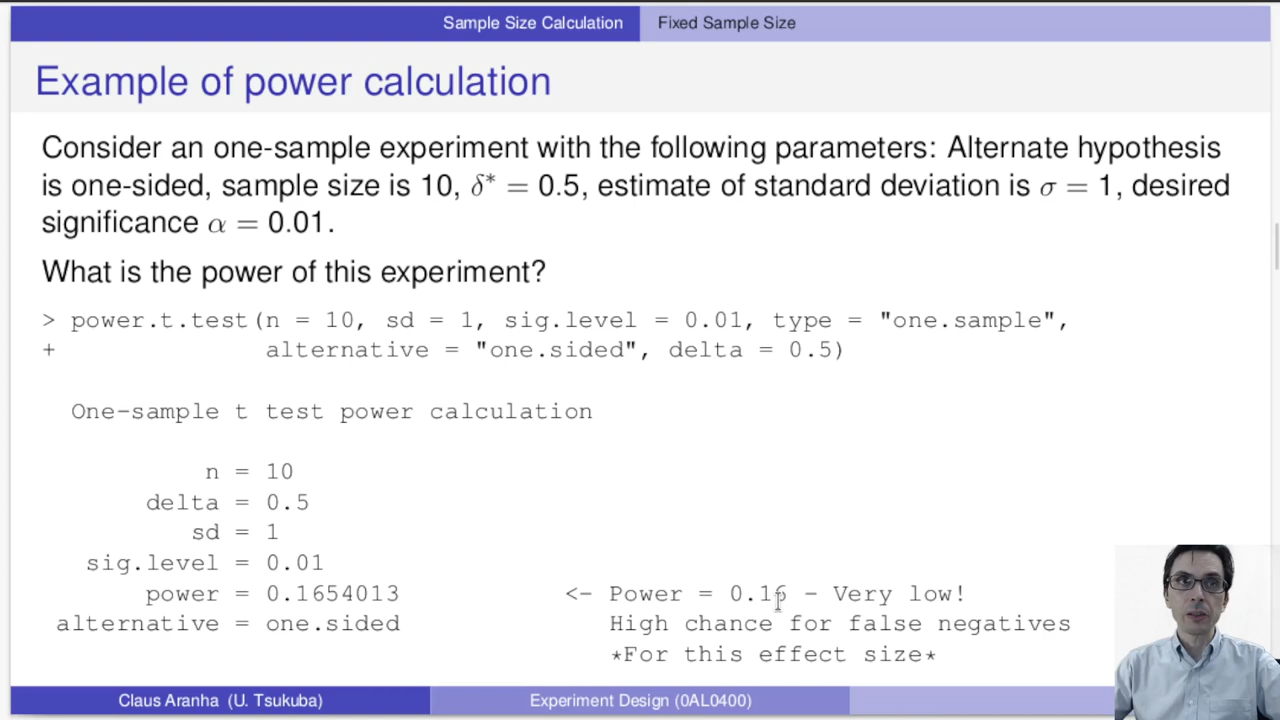 Sample Size Calculation Fixed Sample Size
Example of power calculation
Consider an one-sample experiment with the following parameters: Alternate hypothesis
is one-sided, sample size is 10, δ* = 0.5, estimate of standard deviation is σ = 1, desired
significance α = 0.01.
What is the power of this experiment?
> power.t.test(n = 10, sd = 1, sig.level = 0.01, type = "one.sample",
+ alternative = "one.sided", delta = 0.5)
One-sample t test power calculation
n = 10
delta = 0.5
sd = 1
sig.level = 0.01
power = 0.1654013 <- Power = 0.16 - Very low!
alternative = one.sided High chance for false negatives
*For this effect size*
Claus Aranha (U. Tsukuba) Experiment Design (0AL0400)